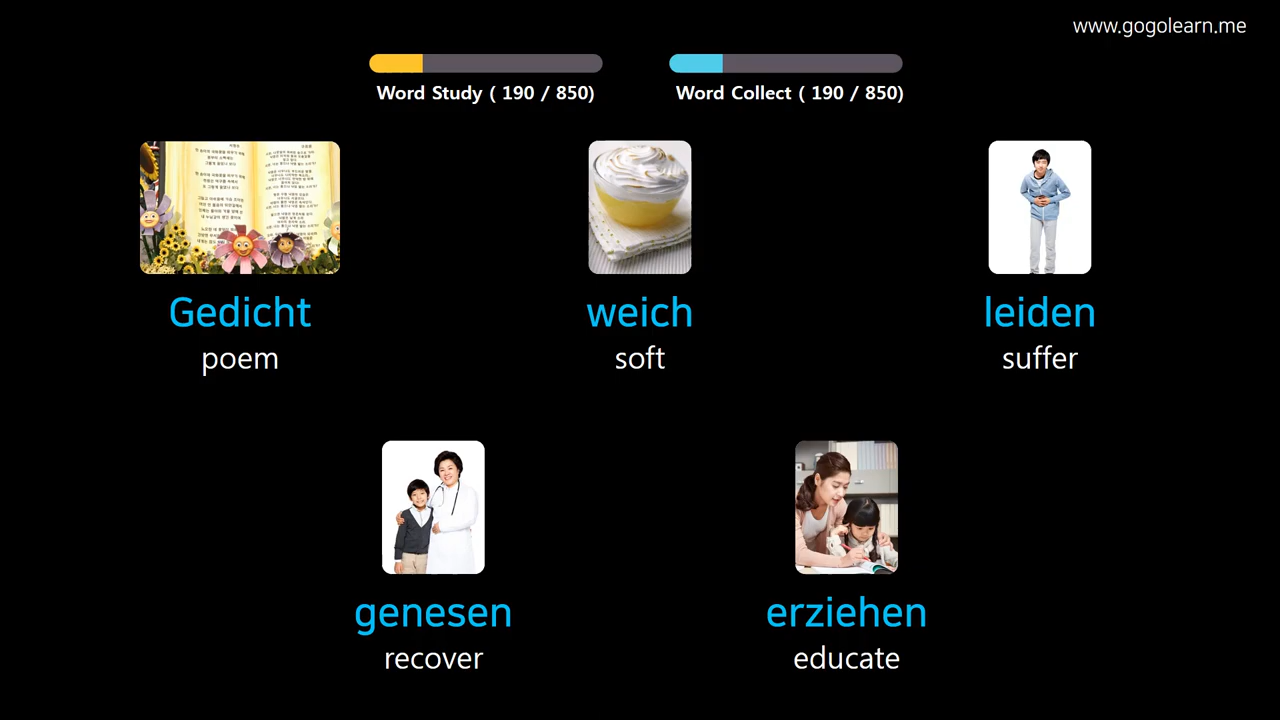 www.gogolearn.me
Word Study ( 190 / 850)
Word Collect ( 190 / 850)
Gedicht
poem
weich
soft
leiden
suffer
genesen
recover
erziehen
educate